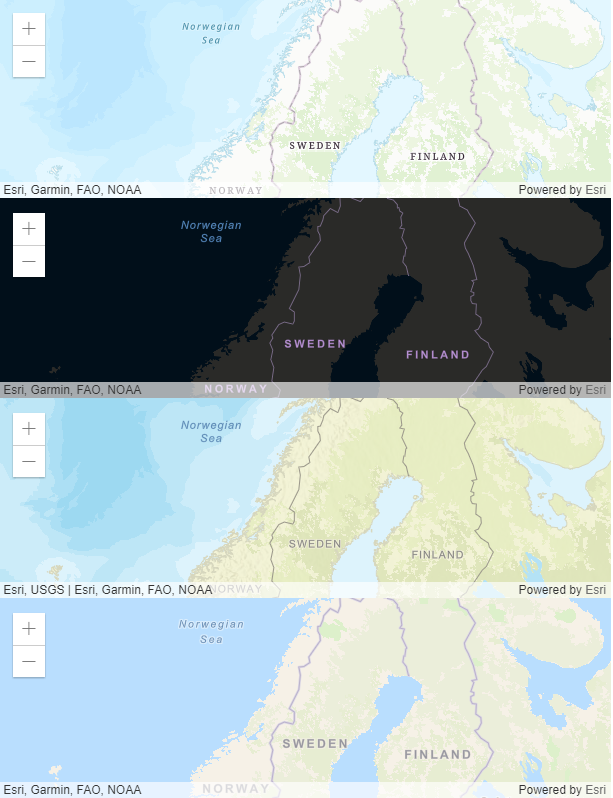 Norwegian
Sea
SWEDEN
FINLAND
NORWAY
Esri, Garmin, FAO, NOAA
Powered by Esri
Norwegian
Sea
SWEDEN
FINLAND
NORWAY
Esri, Garmin, FAO, NOAA
Powered by Esri
Norwegian
Sea
SWEDEN
FINLAND
NORWAY
Esri, USGS | Esri, Garmin, FAO, NOAA
Powered by Esri
Norwegian
Sea
SWEDEN
FINLAND
NORWAY
Esri, Garmin, FAO, NOAA
Powered by Esri